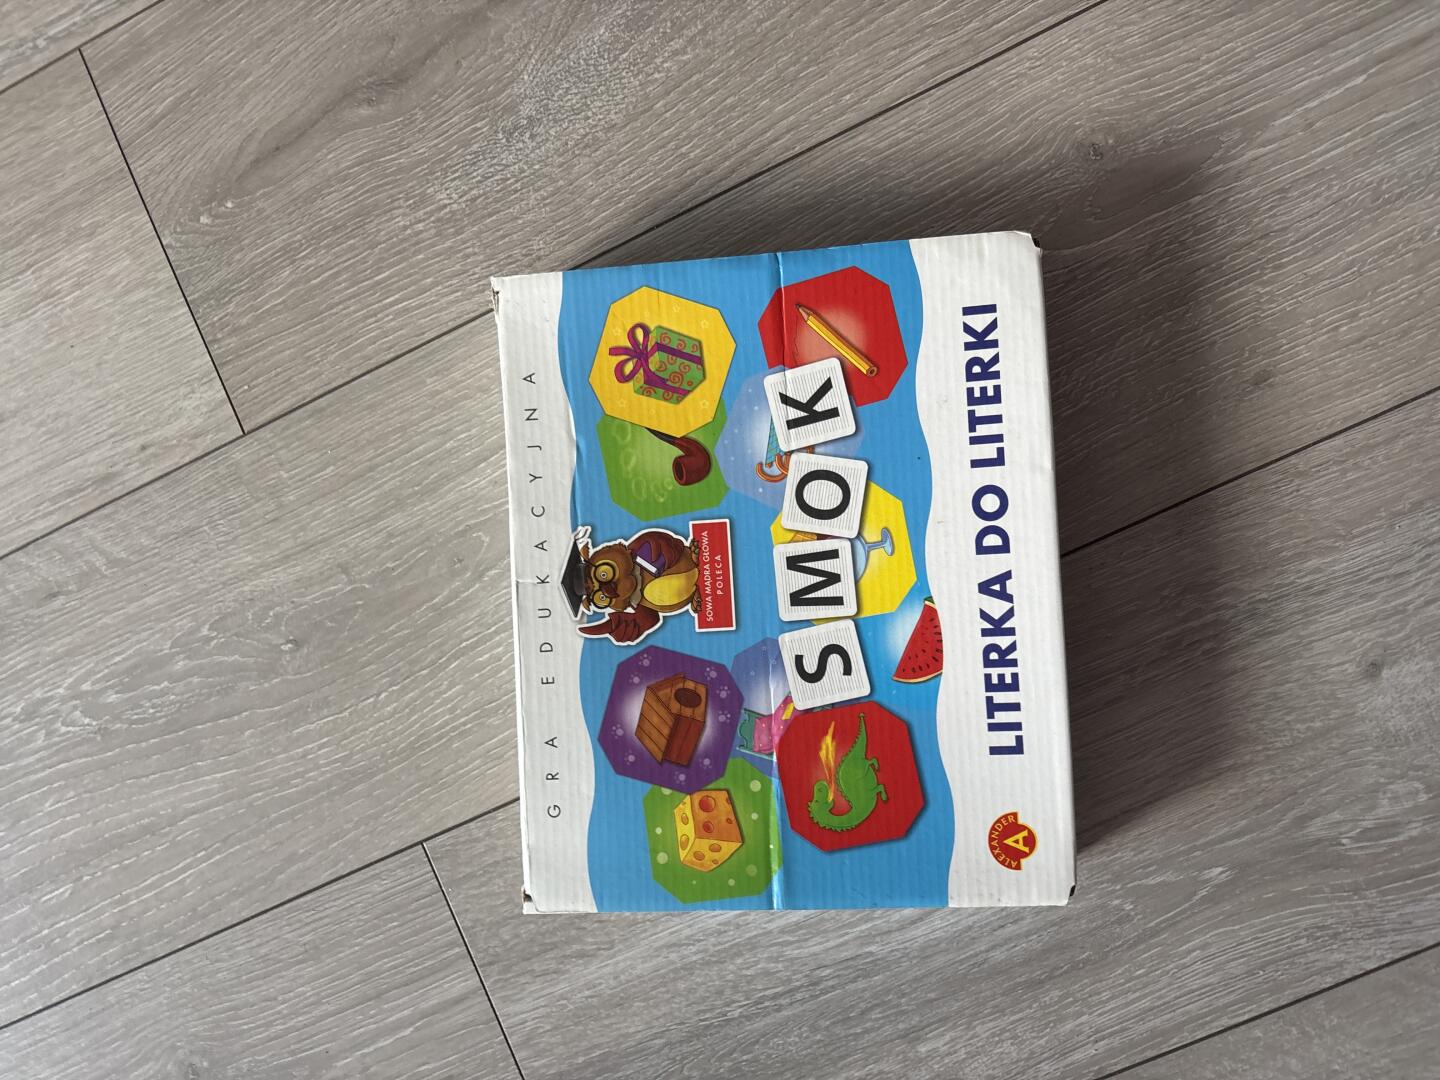 GRA EDUKACYJNA
SOWA MĄDRA GŁOWA
POLECA
SMOK
LITERKA DO LITERKI
ALEXANDER
A